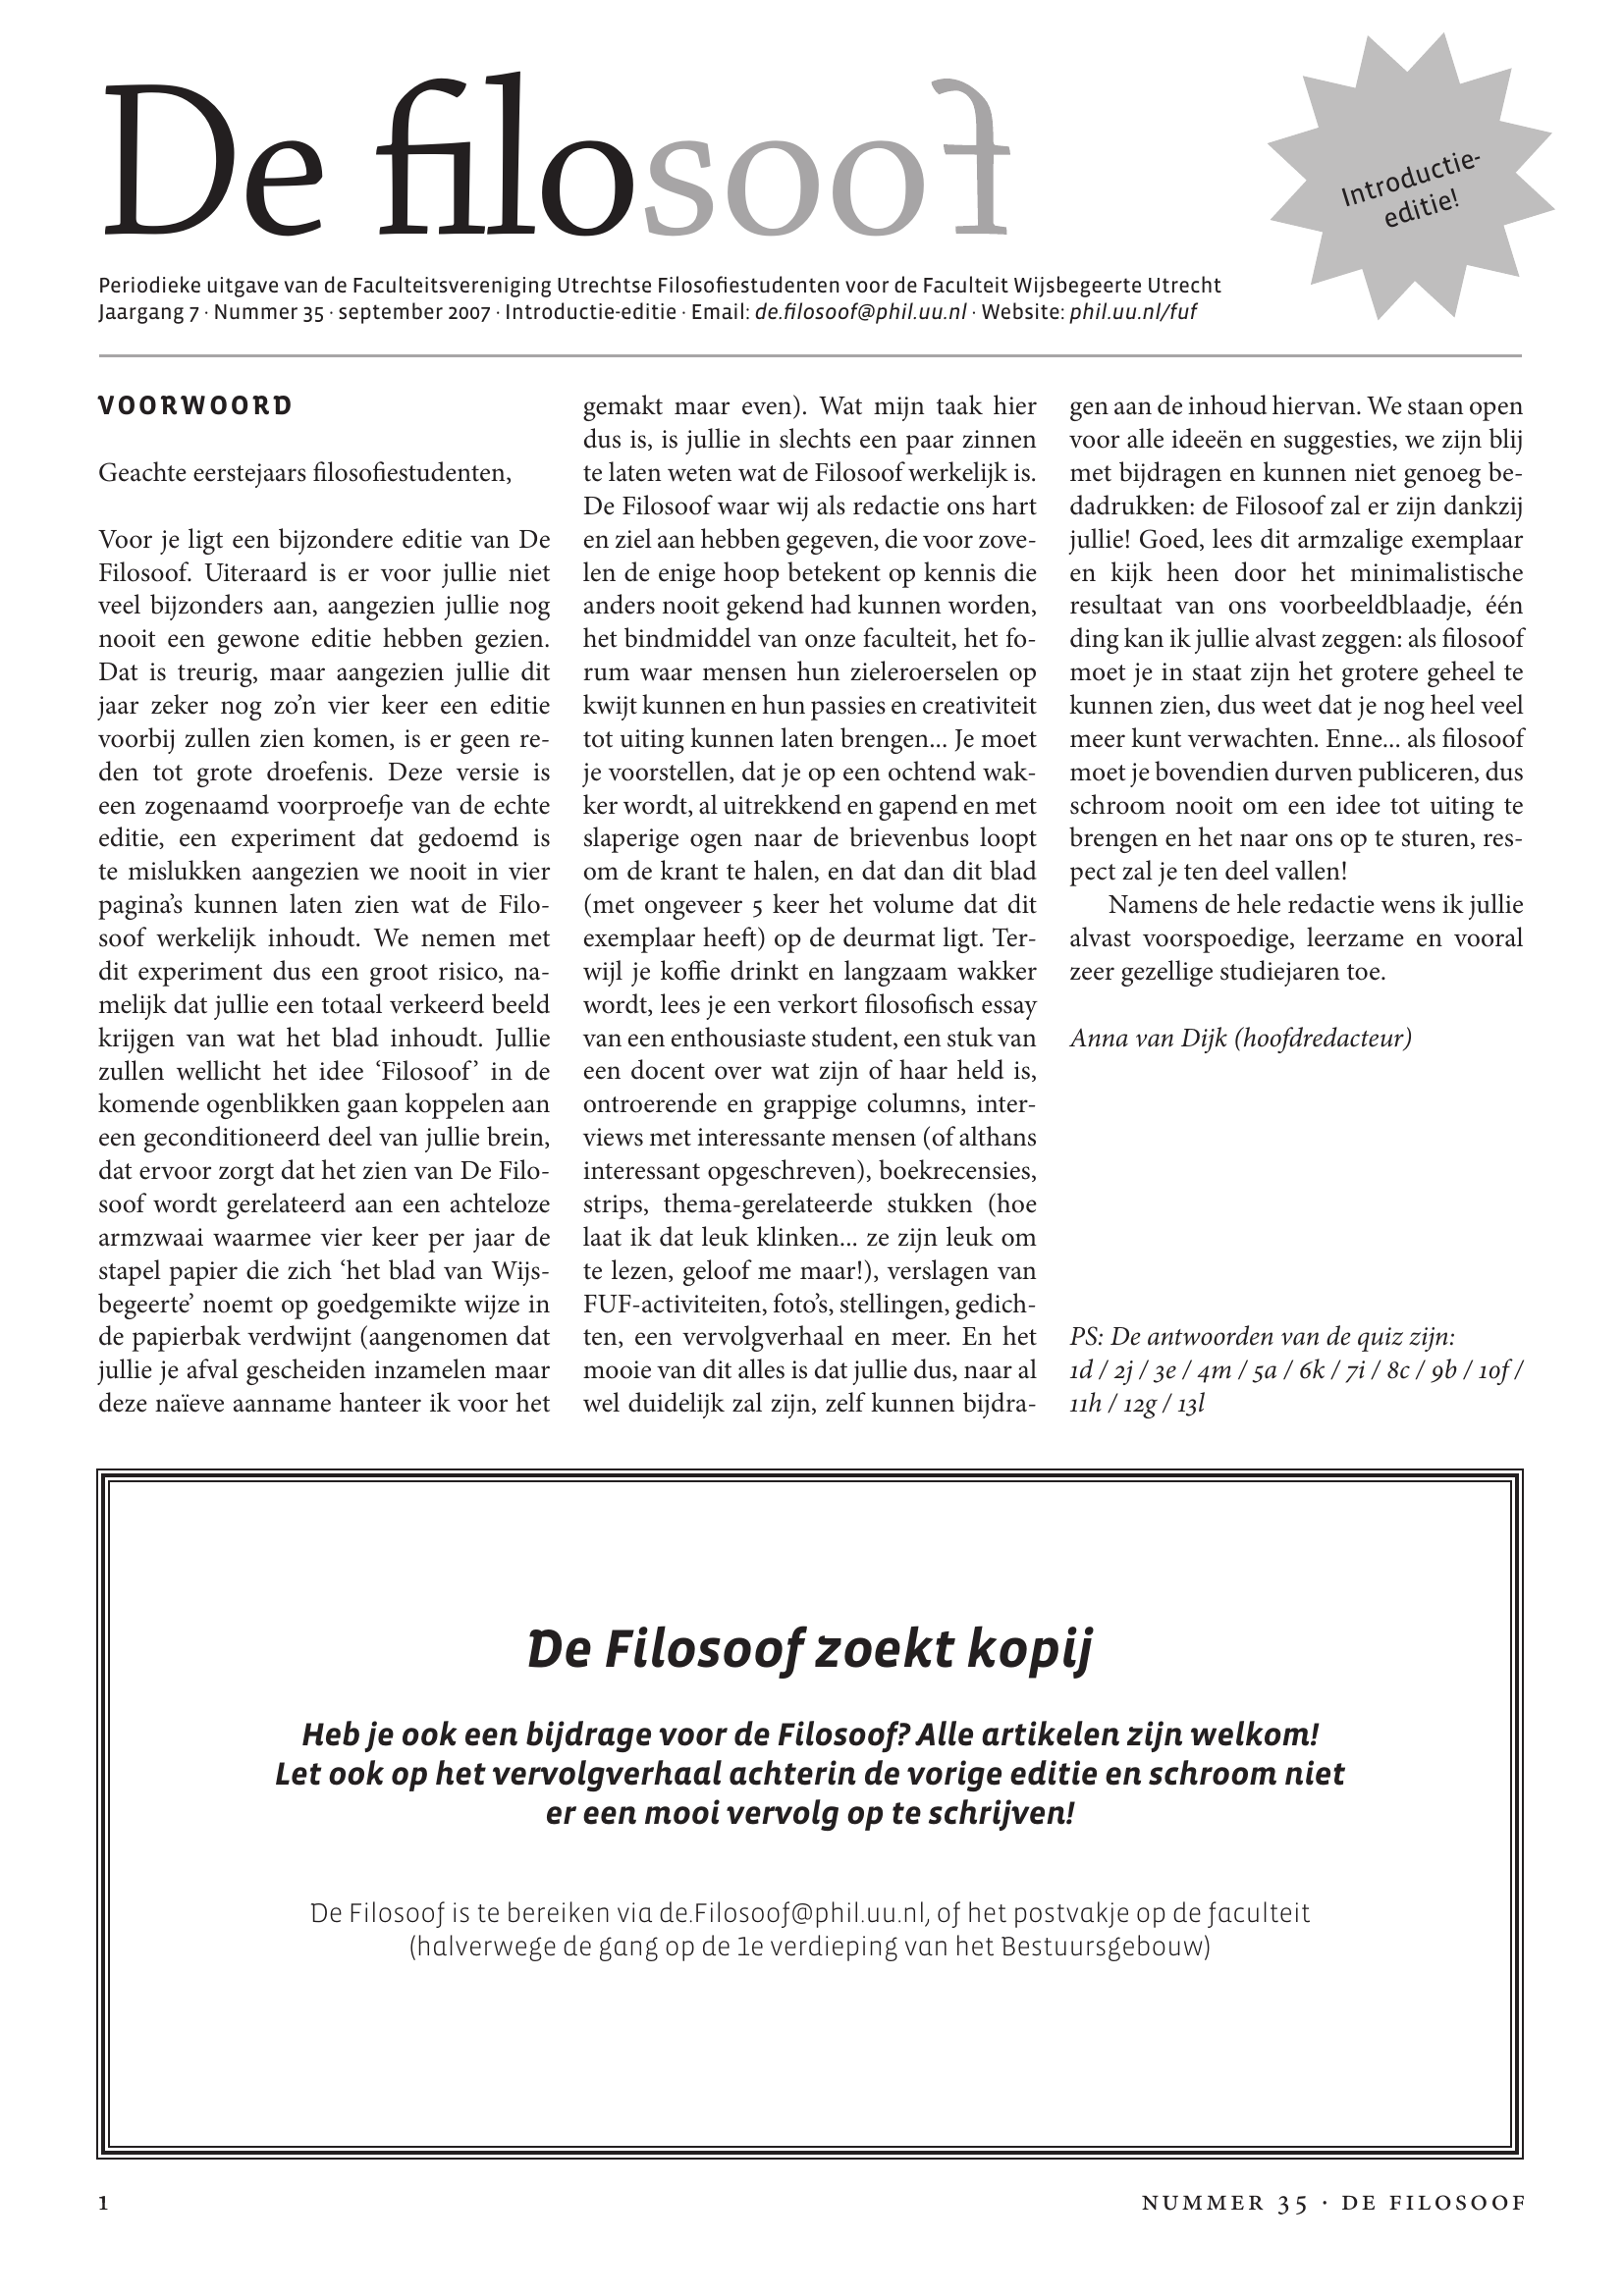 De filosoof
Introductie-
editie!
Periodieke uitgave van de Faculteitsvereniging Utrechtse Filosofiestudenten voor de Faculteit Wijsbegeerte Utrecht
Jaargang 7 · Nummer 35 · september 2007 · Introductie-editie · Email: de.filosoof@phil.uu.nl · Website: phil.uu.nl/fuf
VOORWOORD
Geachte eerstejaars filosofiestudenten,
Voor je ligt een bijzondere editie van De
Filosoof. Uiteraard is er voor jullie niet
veel bijzonders aan, aangezien jullie nog
nooit een gewone editie hebben gezien.
Dat is treurig, maar aangezien jullie dit
jaar zeker nog zo’n vier keer een editie
voorbij zullen zien komen, is er geen re-
den tot grote droefenis. Deze versie is
een zogenaamd voorproefje van de echte
editie, een experiment dat gedoemd is
te mislukken aangezien we nooit in vier
pagina’s kunnen laten zien wat de Filo-
soof werkelijk inhoudt. We nemen met
dit experiment dus een groot risico, na-
melijk dat jullie een totaal verkeerd beeld
krijgen van wat het blad inhoudt. Jullie
zullen wellicht het idee ‘Filosoof’ in de
komende ogenblikken gaan koppelen aan
een geconditioneerd deel van jullie brein,
dat ervoor zorgt dat het zien van De Filo-
soof wordt gerelateerd aan een achteloze
armzwaai waarmee vier keer per jaar de
stapel papier die zich ‘het blad van Wijs-
begeerte’ noemt op goedgemikte wijze in
de papierbak verdwijnt (aangenomen dat
jullie je afval gescheiden inzamelen maar
deze naïeve aanname hanteer ik voor het
gemakt maar even). Wat mijn taak hier
dus is, is jullie in slechts een paar zinnen
te laten weten wat de Filosoof werkelijk is.
De Filosoof waar wij als redactie ons hart
en ziel aan hebben gegeven, die voor zove-
len de enige hoop betekent op kennis die
anders nooit gekend had kunnen worden,
het bindmiddel van onze faculteit, het fo-
rum waar mensen hun zieleroerselen op
kwijt kunnen en hun passies en creativiteit
tot uiting kunnen laten brengen... Je moet
je voorstellen, dat je op een ochtend wak-
ker wordt, al uitrekkend en gapend en met
slaperige ogen naar de brievenbus loopt
om de krant te halen, en dat dan dit blad
(met ongeveer 5 keer het volume dat dit
exemplaar heeft) op de deurmat ligt. Ter-
wijl je koffie drinkt en langzaam wakker
wordt, lees je een verkort filosofisch essay
van een enthousiaste student, een stuk van
een docent over wat zijn of haar held is,
ontroerende en grappige columns, inter-
views met interessante mensen (of althans
interessant opgeschreven), boekrecensies,
strips, thema-gerelateerde stukken (hoe
laat ik dat leuk klinken... ze zijn leuk om
te lezen, geloof me maar!), verslagen van
FUF-activiteiten, foto’s, stellingen, gedich-
ten, een vervolgverhaal en meer. En het
mooie van dit alles is dat jullie dus, naar al
wel duidelijk zal zijn, zelf kunnen bijdra-
gen aan de inhoud hiervan. We staan open
voor alle ideeën en suggesties, we zijn blij
met bijdragen en kunnen niet genoeg be-
dadrukken: de Filosoof zal er zijn dankzij
jullie! Goed, lees dit armzalige exemplaar
en kijk heen door het minimalistische
resultaat van ons voorbeeldblaadje, één
ding kan ik jullie alvast zeggen: als filosoof
moet je in staat zijn het grotere geheel te
kunnen zien, dus weet dat je nog heel veel
meer kunt verwachten. Enne... als filosoof
moet je bovendien durven publiceren, dus
schroom nooit om een idee tot uiting te
brengen en het naar ons op te sturen, res-
pect zal je ten deel vallen!
Namens de hele redactie wens ik jullie
alvast voorspoedige, leerzame en vooral
zeer gezellige studiejaren toe.
Anna van Dijk (hoofdredacteur)
PS: De antwoorden van de quiz zijn:
1d / 2j / 3e / 4m / 5a / 6k / 7i / 8c / 9b / 10f /
11h / 12g / 13l
De Filosoof zoekt kopij
Heb je ook een bijdrage voor de Filosoof? Alle artikelen zijn welkom!
Let ook op het vervolgverhaal achterin de vorige editie en schroom niet
er een mooi vervolg op te schrijven!
De Filosoof is te bereiken via de.Filosoof@phil.uu.nl, of het postvakje op de faculteit
(halverwege de gang op de 1e verdieping van het Bestuursgebouw)
1
NUMMER 35 · DE FILOSOOF